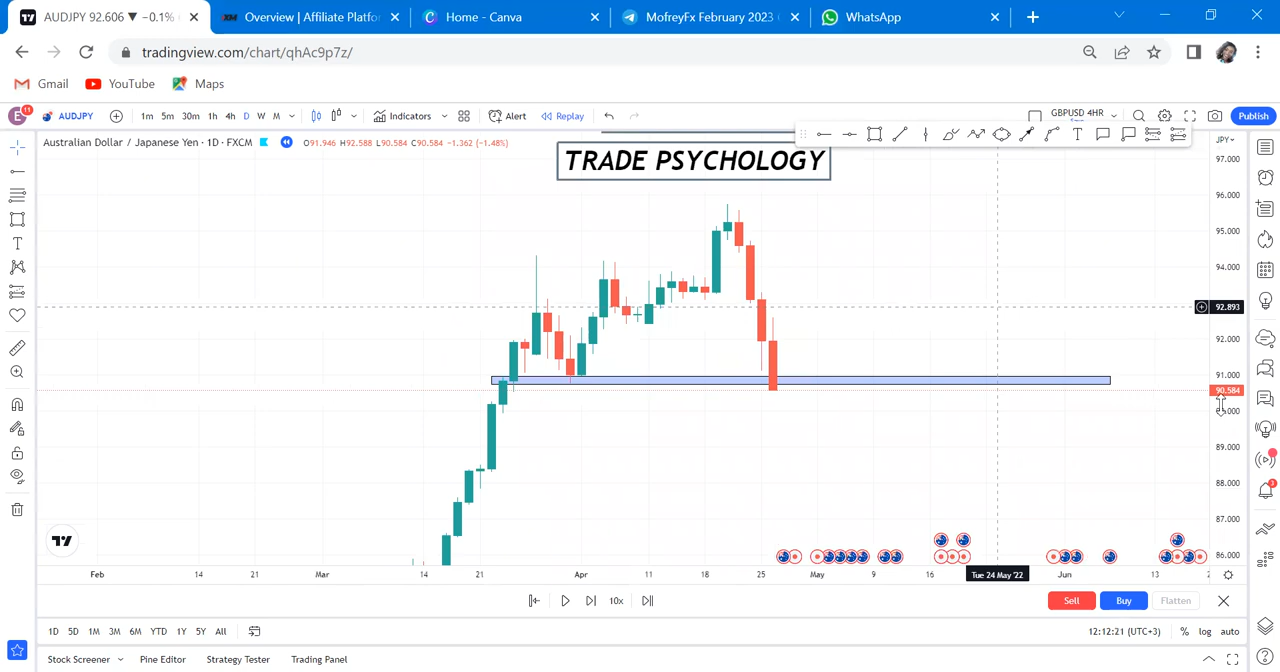 AUDJPY 92.606 ▼ −0.1%
Overview | Affiliate Platfo
Home - Canva
MofreyFx February 2023
WhatsApp
tradingview.com/chart/qhAc9p7z/
Gmail
YouTube
Maps
E 11 AUDJPY 1m 5m 30m 1h 4h D W M Indicators Alert Replay GBPUSD 4HR Publish
Australian Dollar / Japanese Yen · 1D · FXCM O91.946 H92.588 L90.584 C90.584 −1.362 (−1.48%) JPY
TRADE PSYCHOLOGY
97.000
96.000
95.000
94.000
92.893
92.000
91.000
90.584
90.000
89.000
88.000
87.000
86.000
Feb 14 21 Mar 14 21 Apr 11 18 25 May 9 16 Tue 24 May '22 Jun 13 2
10x Sell Buy Flatten
1D 5D 1M 3M 6M YTD 1Y 5Y All 12:12:21 (UTC+3) % log auto
Stock Screener Pine Editor Strategy Tester Trading Panel